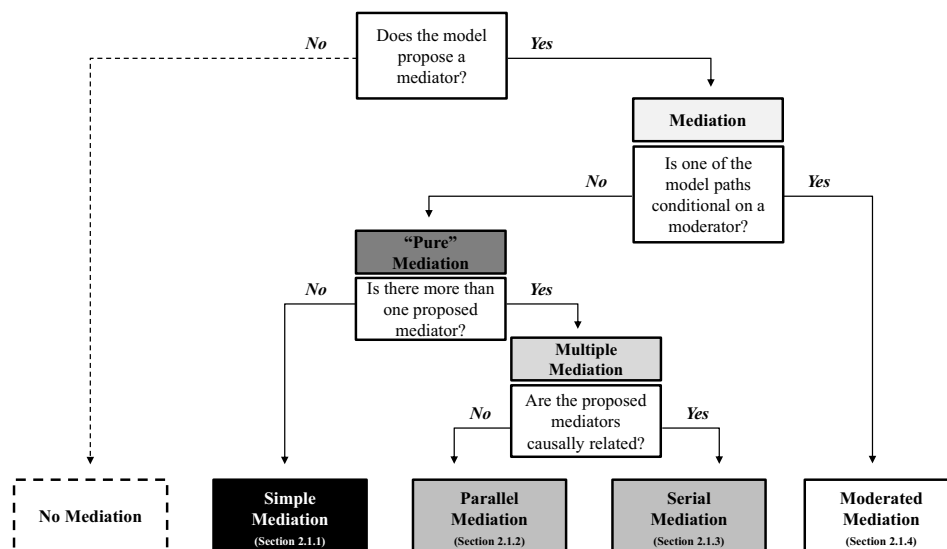 No
Does the model
propose a
mediator?
Yes
Mediation
No
Is one of the
model paths
conditional on a
moderator?
Yes
“Pure”
Mediation
No
Is there more than
one proposed
mediator?
Yes
Multiple
Mediation
No
Are the proposed
mediators
causally related?
Yes
No Mediation
Simple
Mediation
(Section 2.1.1)
Parallel
Mediation
(Section 2.1.2)
Serial
Mediation
(Section 2.1.3)
Moderated
Mediation
(Section 2.1.4)